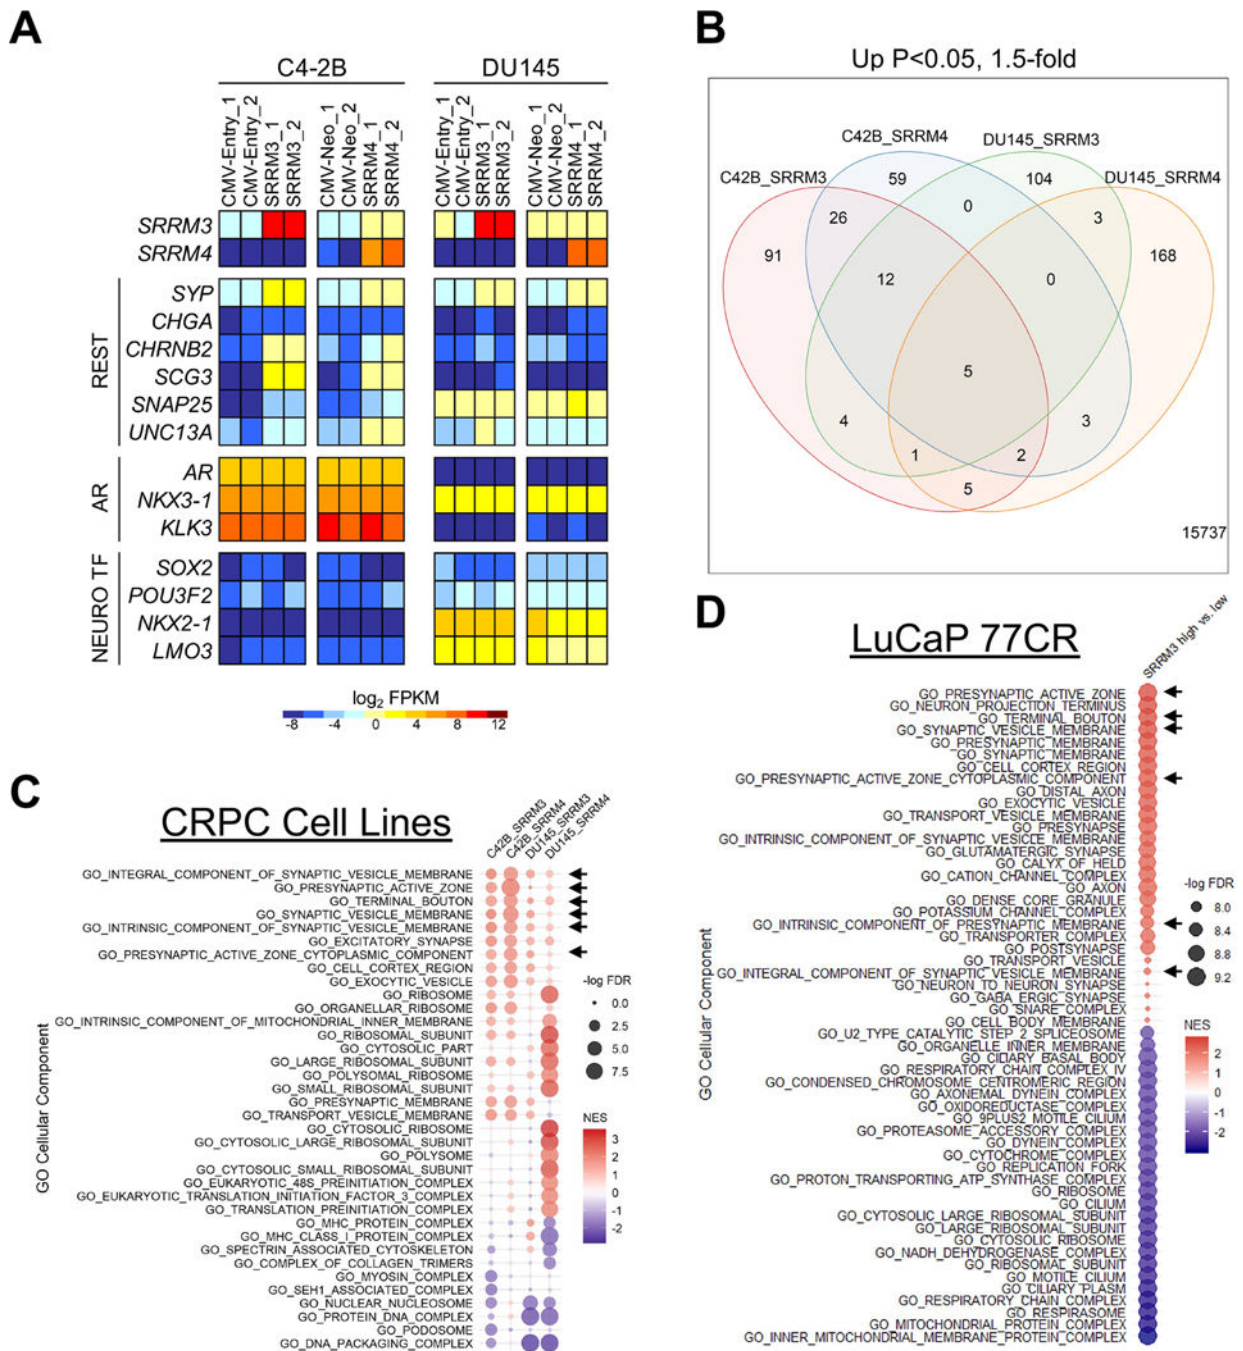 A
C4-2B
DU145
CMV-Entry_1
CMV-Entry_2
SRRM3_1
SRRM3_2
CMV-Neo_1
CMV-Neo_2
SRRM4_1
SRRM4_2
CMV-Entry_1
CMV-Entry_2
SRRM3_1
SRRM3_2
CMV-Neo_1
CMV-Neo_2
SRRM4_1
SRRM4_2
SRRM3
SRRM4
REST
SYP
CHGA
CHRNB2
SCG3
SNAP25
UNC13A
AR
AR
NKX3-1
KLK3
NEURO TF
SOX2
POU3F2
NKX2-1
LMO3
log2 FPKM
-8 -4 0 4 8 12
B
Up P<0.05, 1.5-fold
C42B_SRRM4
DU145_SRRM3
C42B_SRRM3
DU145_SRRM4
59
104
0
26
3
91
168
12
0
5
4
3
1
2
5
15737
C
CRPC Cell Lines
C42B_SRRM3
C42B_SRRM4
DU145_SRRM3
DU145_SRRM4
GO Cellular Component
GO_INTEGRAL_COMPONENT_OF_SYNAPTIC_VESICLE_MEMBRANE
GO_PRESYNAPTIC_ACTIVE_ZONE
GO_TERMINAL_BOUTON
GO_SYNAPTIC_VESICLE_MEMBRANE
GO_INTRINSIC_COMPONENT_OF_SYNAPTIC_VESICLE_MEMBRANE
GO_EXCITATORY_SYNAPSE
GO_PRESYNAPTIC_ACTIVE_ZONE_CYTOPLASMIC_COMPONENT
GO_CELL_CORTEX_REGION
GO_EXOCYTIC_VESICLE
GO_RIBOSOME
GO_ORGANELLAR_RIBOSOME
GO_INTRINSIC_COMPONENT_OF_MITOCHONDRIAL_INNER_MEMBRANE
GO_RIBOSOMAL_SUBUNIT
GO_CYTOSOLIC_PART
GO_LARGE_RIBOSOMAL_SUBUNIT
GO_POLYSOMAL_RIBOSOME
GO_SMALL_RIBOSOMAL_SUBUNIT
GO_PRESYNAPTIC_MEMBRANE
GO_TRANSPORT_VESICLE_MEMBRANE
GO_CYTOSOLIC_RIBOSOME
GO_CYTOSOLIC_LARGE_RIBOSOMAL_SUBUNIT
GO_POLYSOME
GO_CYTOSOLIC_SMALL_RIBOSOMAL_SUBUNIT
GO_EUKARYOTIC_48S_PREINITIATION_COMPLEX
GO_EUKARYOTIC_TRANSLATION_INITIATION_FACTOR_3_COMPLEX
GO_TRANSLATION_PREINITIATION_COMPLEX
GO_MHC_PROTEIN_COMPLEX
GO_MHC_CLASS_I_PROTEIN_COMPLEX
GO_SPECTRIN_ASSOCIATED_CYTOSKELETON
GO_COMPLEX_OF_COLLAGEN_TRIMERS
GO_MYOSIN_COMPLEX
GO_SEH1_ASSOCIATED_COMPLEX
GO_NUCLEAR_NUCLEOSOME
GO_PROTEIN_DNA_COMPLEX
GO_PODOSOME
GO_DNA_PACKAGING_COMPLEX
-log FDR
0.0
2.5
5.0
7.5
NES
3
2
1
0
-1
-2
D
LuCaP 77CR
SRRM3 high vs. low
GO Cellular Component
GO_PRESYNAPTIC_ACTIVE_ZONE
GO_NEURON_PROJECTION_TERMINUS
GO_TERMINAL_BOUTON
GO_SYNAPTIC_VESICLE_MEMBRANE
GO_PRESYNAPTIC_MEMBRANE
GO_SYNAPTIC_MEMBRANE
GO_CELL_CORTEX_REGION
GO_PRESYNAPTIC_ACTIVE_ZONE_CYTOPLASMIC_COMPONENT
GO_DISTAL_AXON
GO_EXOCYTIC_VESICLE
GO_TRANSPORT_VESICLE_MEMBRANE
GO_PRESYNAPSE
GO_INTRINSIC_COMPONENT_OF_SYNAPTIC_VESICLE_MEMBRANE
GO_GLUTAMATERGIC_SYNAPSE
GO_CALYX_OF_HELD
GO_CATION_CHANNEL_COMPLEX
GO_AXON
GO_DENSE_CORE_GRANULE
GO_POTASSIUM_CHANNEL_COMPLEX
GO_INTRINSIC_COMPONENT_OF_PRESYNAPTIC_MEMBRANE
GO_TRANSPORTER_COMPLEX
GO_POSTSYNAPSE
GO_TRANSPORT_VESICLE
GO_INTEGRAL_COMPONENT_OF_SYNAPTIC_VESICLE_MEMBRANE
GO_NEURON_TO_NEURON_SYNAPSE
GO_GABA_ERGIC_SYNAPSE
GO_SNARE_COMPLEX
GO_CELL_BODY_MEMBRANE
GO_U2_TYPE_CATALYTIC_STEP_2_SPLICEOSOME
GO_ORGANELLE_INNER_MEMBRANE
GO_CILIARY_BASAL_BODY
GO_RESPIRATORY_CHAIN_COMPLEX_IV
GO_CONDENSED_CHROMOSOME_CENTROMERIC_REGION
GO_AXONEMAL_DYNEIN_COMPLEX
GO_OXIDOREDUCTASE_COMPLEX
GO_9PLUS2_MOTILE_CILIUM
GO_PROTEASOME_ACCESSORY_COMPLEX
GO_DYNEIN_COMPLEX
GO_CYTOCHROME_COMPLEX
GO_REPLICATION_FORK
GO_PROTON_TRANSPORTING_ATP_SYNTHASE_COMPLEX
GO_RIBOSOME
GO_CILIUM
GO_CYTOSOLIC_LARGE_RIBOSOMAL_SUBUNIT
GO_LARGE_RIBOSOMAL_SUBUNIT
GO_CYTOSOLIC_RIBOSOME
GO_NADH_DEHYDROGENASE_COMPLEX
GO_RIBOSOMAL_SUBUNIT
GO_MOTILE_CILIUM
GO_CILIARY_PLASM
GO_RESPIRATORY_CHAIN_COMPLEX
GO_RESPIRASOME
GO_MITOCHONDRIAL_PROTEIN_COMPLEX
GO_INNER_MITOCHONDRIAL_MEMBRANE_PROTEIN_COMPLEX
-log FDR
8.0
8.4
8.8
9.2
NES
2
1
0
-1
-2